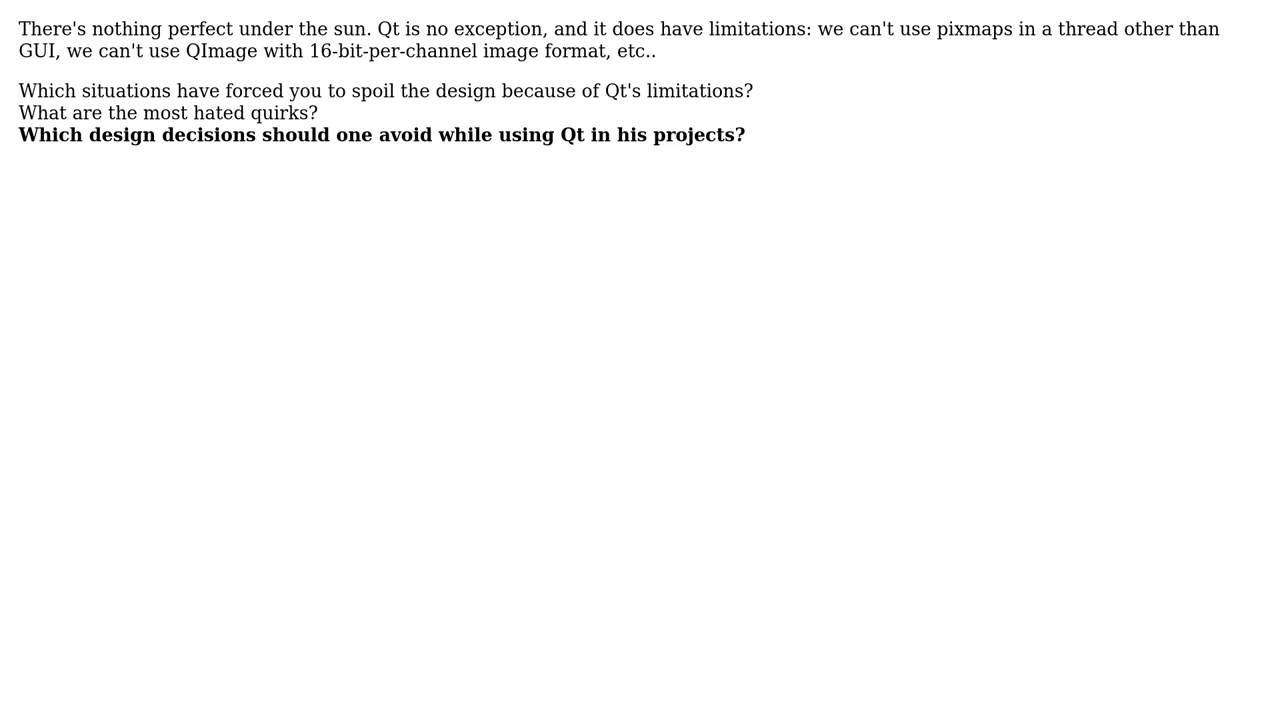 There's nothing perfect under the sun. Qt is no exception, and it does have limitations: we can't use pixmaps in a thread other than
GUI, we can't use QImage with 16-bit-per-channel image format, etc..
Which situations have forced you to spoil the design because of Qt's limitations?
What are the most hated quirks?
Which design decisions should one avoid while using Qt in his projects?